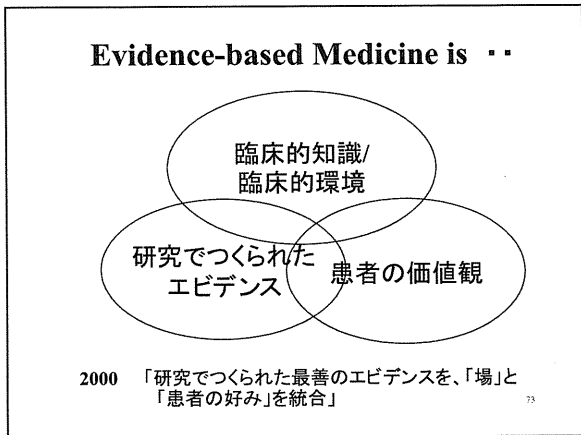 Evidence-based Medicine is ・・
臨床的知識/
臨床的環境
研究でつくられた
エビデンス
患者の価値観
2000 「研究でつくられた最善のエビデンスを、「場」と
「患者の好み」を統合」
73